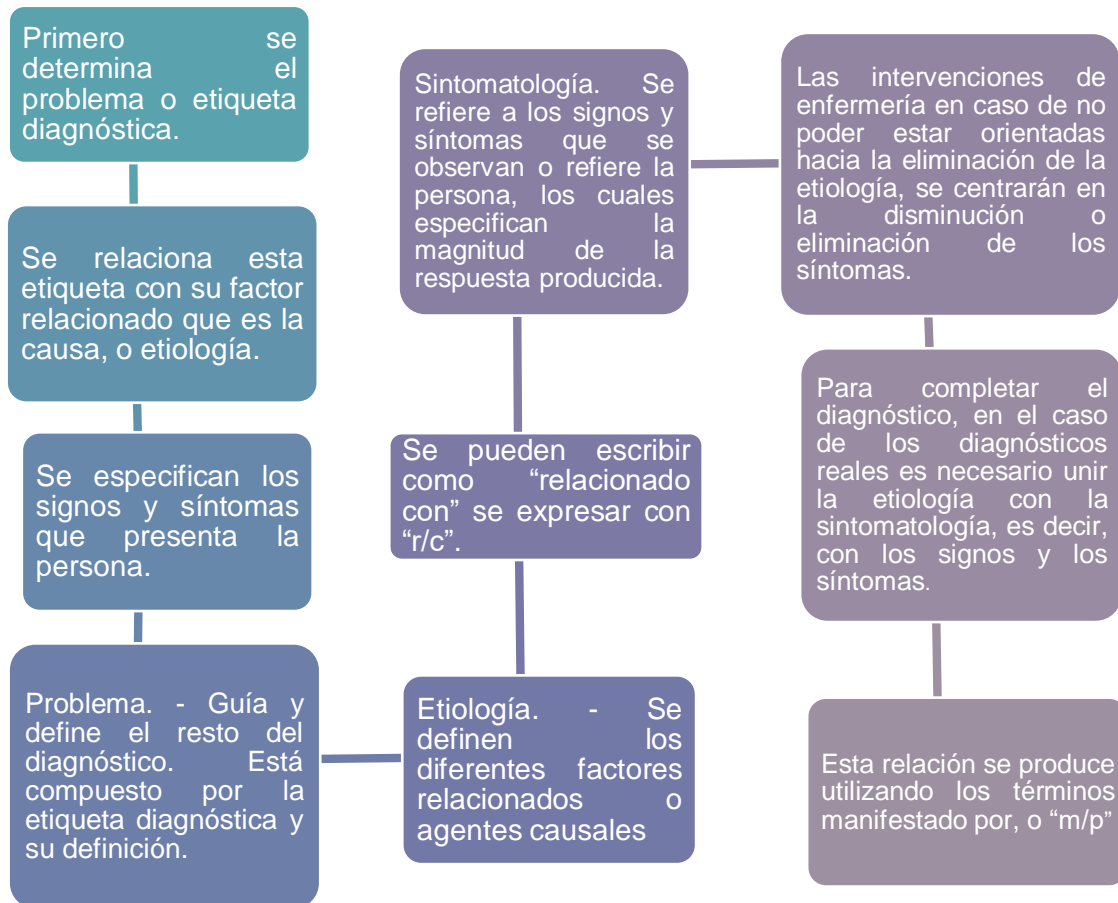 Primero se
determina el
problema o etiqueta
diagnóstica.
Se relaciona esta
etiqueta con su factor
relacionado que es la
causa, o etiología.
Se especifican los
signos y síntomas
que presenta la
persona.
Problema. - Guía y
define el resto del
diagnóstico. Está
compuesto por la
etiqueta diagnóstica y
su definición.
Etiología. - Se
definen los
diferentes factores
relacionados o
agentes causales
Se pueden escribir
como “relacionado
con” se expresar con
“r/c”.
Sintomatología. Se
refiere a los signos y
síntomas que se
observan o refiere la
persona, los cuales
especifican la
magnitud de la
respuesta producida.
Las intervenciones de
enfermería en caso de no
poder estar orientadas
hacia la eliminación de la
etiología, se centrarán en
la disminución o
eliminación de los
síntomas.
Para completar el
diagnóstico, en el caso
de los diagnósticos
reales es necesario unir
la etiología con la
sintomatología, es decir,
con los signos y los
síntomas.
Esta relación se produce
utilizando los términos
manifestado por, o “m/p”